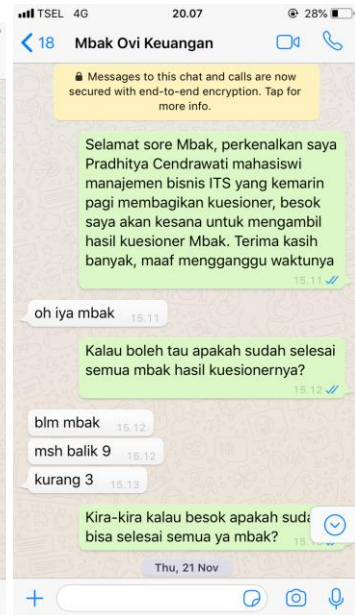 TSEL 4G 20.07 28%
18 Mbak Ovi Keuangan
Messages to this chat and calls are now
secured with end-to-end encryption. Tap for
more info.
Selamat sore Mbak, perkenalkan saya
Pradhitya Cendrawati mahasiswi
manajemen bisnis ITS yang kemarin
pagi membagikan kuesioner, besok
saya akan kesana untuk mengambil
hasil kuesioner Mbak. Terima kasih
banyak, maaf mengganggu waktunya
15.11
oh iya mbak 15.11
Kalau boleh tau apakah sudah selesai
semua mbak hasil kuesionernya?
15.12
blm mbak 15.12
msh balik 9 15.12
kurang 3 15.13
Kira-kira kalau besok apakah
bisa selesai semua ya mbak?
Thu, 21 Nov